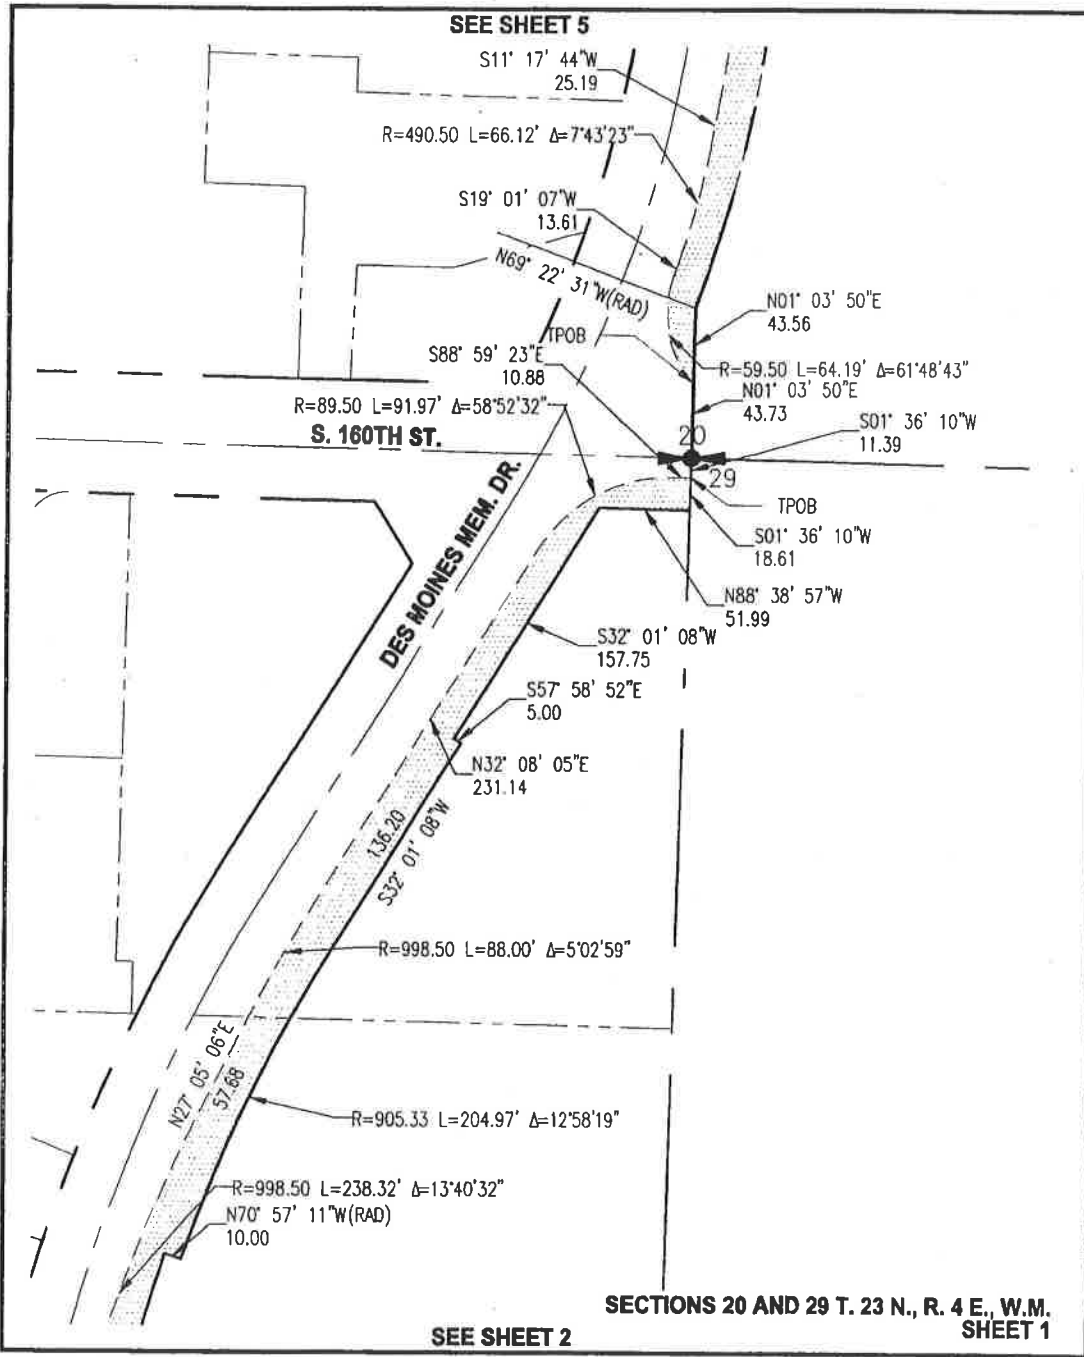 SEE SHEET 5
S11° 17' 44"W
25.19
R=490.50 L=66.12' Δ=7°43'23"
S19° 01' 07"W
13.61
N69° 22' 31"W(RAD)
N01° 03' 50"E
43.56
TPOB
S88° 59' 23"E
10.88
R=59.50 L=64.19' Δ=61°48'43"
N01° 03' 50"E
43.73
R=89.50 L=91.97' Δ=58°52'32"
S01° 36' 10"W
11.39
S. 160TH ST.
20
29
TPOB
DES MOINES MEM. DR.
S01° 36' 10"W
18.61
N88° 38' 57"W
51.99
S32° 01' 08"W
157.75
S57° 58' 52"E
5.00
N32° 08' 05"E
231.14
136.20
S32° 01' 08"W
R=998.50 L=88.00' Δ=5°02'59"
N27° 05' 06"E
57.68
R=905.33 L=204.97' Δ=12°58'19"
R=998.50 L=238.32' Δ=13°40'32"
N70° 57' 11"W(RAD)
10.00
SECTIONS 20 AND 29 T. 23 N., R. 4 E., W.M.
SHEET 1
SEE SHEET 2